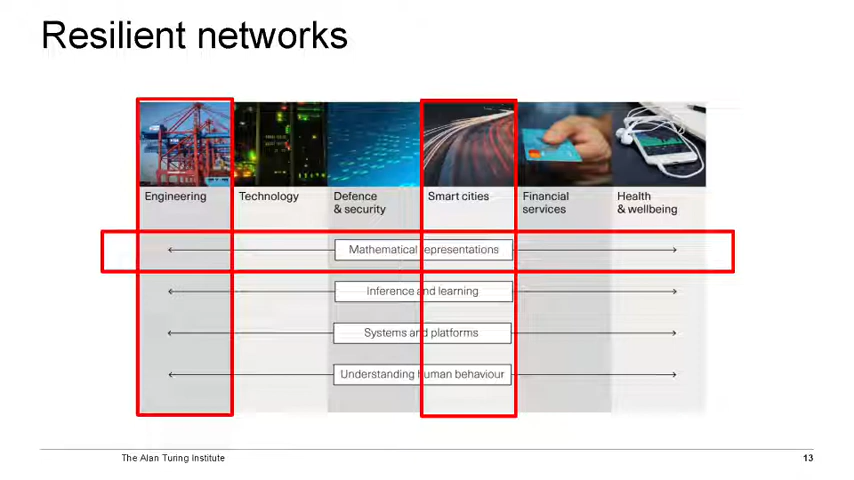 Resilient networks
Engineering
Technology
Defence
& security
Smart cities
Financial
services
Health
& wellbeing
Mathematical representations
Inference and learning
Systems and platforms
Understanding human behaviour
The Alan Turing Institute
13